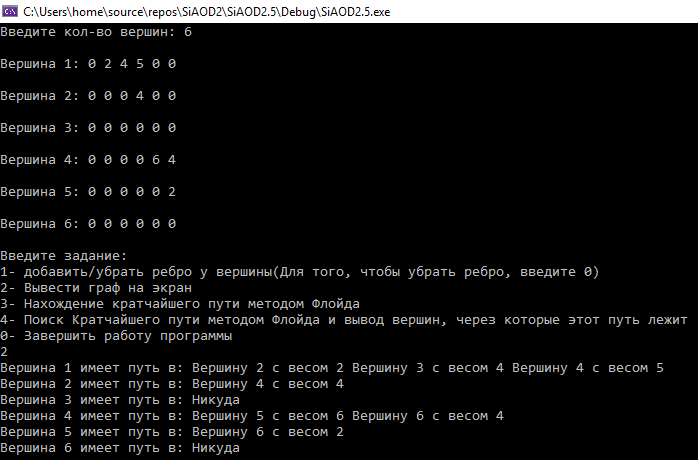 C:\Users\home\source\repos\SiAOD2\SiAOD2.5\Debug\SiAOD2.5.exe
Введите кол-во вершин: 6
Вершина 1: 0 2 4 5 0 0
Вершина 2: 0 0 0 4 0 0
Вершина 3: 0 0 0 0 0 0
Вершина 4: 0 0 0 0 6 4
Вершина 5: 0 0 0 0 0 2
Вершина 6: 0 0 0 0 0 0
Введите задание:
1- добавить/убрать ребро у вершины(Для того, чтобы убрать ребро, введите 0)
2- Вывести граф на экран
3- Нахождение кратчайшего пути методом Флойда
4- Поиск Кратчайшего пути методом Флойда и вывод вершин, через которые этот путь лежит
0- Завершить работу программы
2
Вершина 1 имеет путь в: Вершину 2 с весом 2 Вершину 3 с весом 4 Вершину 4 с весом 5
Вершина 2 имеет путь в: Вершину 4 с весом 4
Вершина 3 имеет путь в: Никуда
Вершина 4 имеет путь в: Вершину 5 с весом 6 Вершину 6 с весом 4
Вершина 5 имеет путь в: Вершину 6 с весом 2
Вершина 6 имеет путь в: Никуда